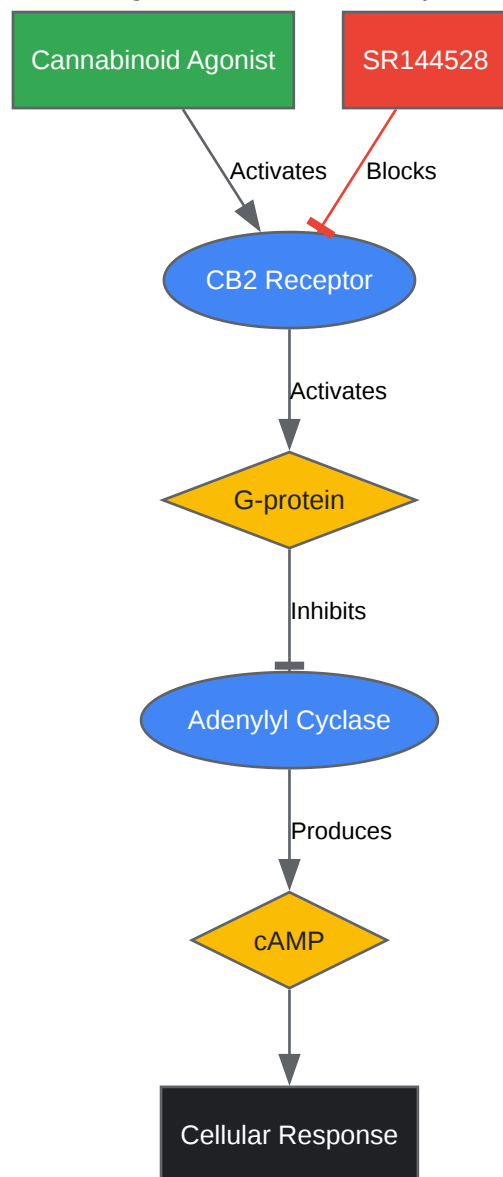 Cannabinoid Agonist
SR144528
Activates
Blocks
CB2 Receptor
Activates
G-protein
Inhibits
Adenylyl Cyclase
Produces
cAMP
Cellular Response